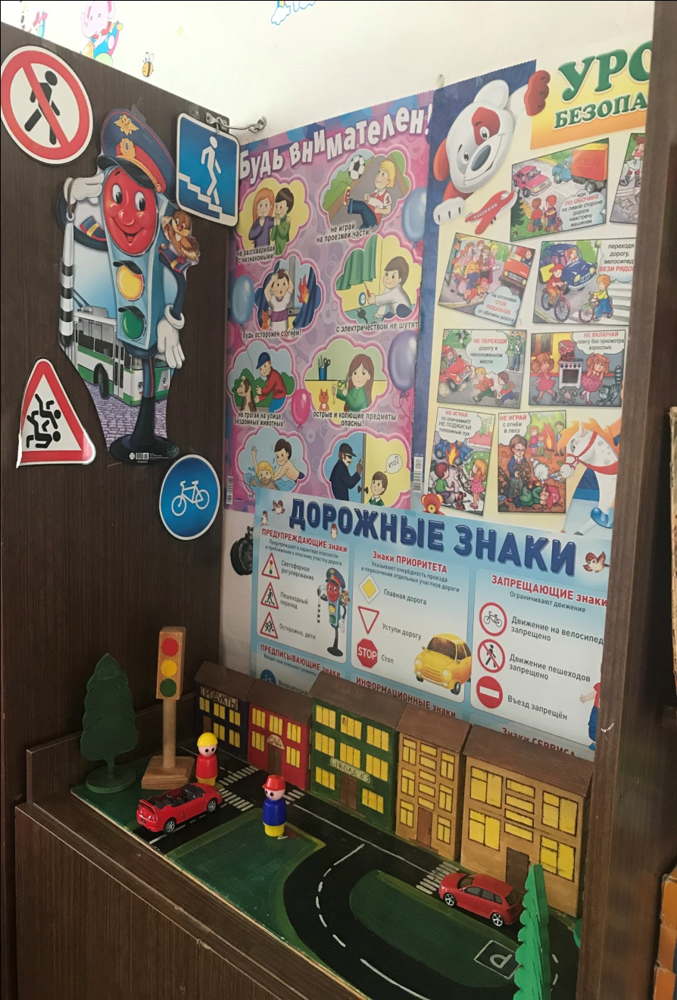 Будь внимателен!
не разговаривай
с незнакомыми!
не играй
на проезжей части!
будь осторожен с огнём!
с электричеством не шутят
не трогай на улице
бездомных животных!
острые и колющие предметы
опасны!
кто?
УРО
БЕЗОПА
иди
ПО ОБОЧИНЕ
по левой стороне
дороги
навстречу
машинам
на остановке
СТОЙ
ПОДАЛЬШЕ
от обочины дороги
переходя
дорогу,
велосипед
ВЕЗИ РЯДО
НЕ ПЕРЕХОДИ
дорогу в
неположенном
месте
НЕ ВКЛЮЧАЙ
плиту без присмотра
взрослых
НЕ ИГРАЙ
со спичками!!!
НЕ ПОДЖИГАЙ
тополиный пух
НЕ ИГРАЙ
с огнём
в лесу
ДОРОЖНЫЕ ЗНАКИ
ПРЕДУПРЕЖДАЮЩИЕ знаки
Предупреждают о характере опасности
и приближении к опасному участку дороги
Светофорное
регулирование
Пешеходный
переход
Осторожно, дети
ПРЕДПИСЫВАЮЩИЕ знаки
Знаки ПРИОРИТЕТА
Указывают очерёдность проезда
и пересечения отдельных участков дороги
Главная дорога
Уступи дорогу
STOP
Стоп
ИНФОРМАЦИОННЫЕ знаки
ЗАПРЕЩАЮЩИЕ знаки
Ограничивают движение
Движение на велосипед
запрещено
Движение пешеходов
запрещено
Въезд запрещён
Знаки СЕРВИСА
ПРОДУКТЫ
ШКОЛА №3
P